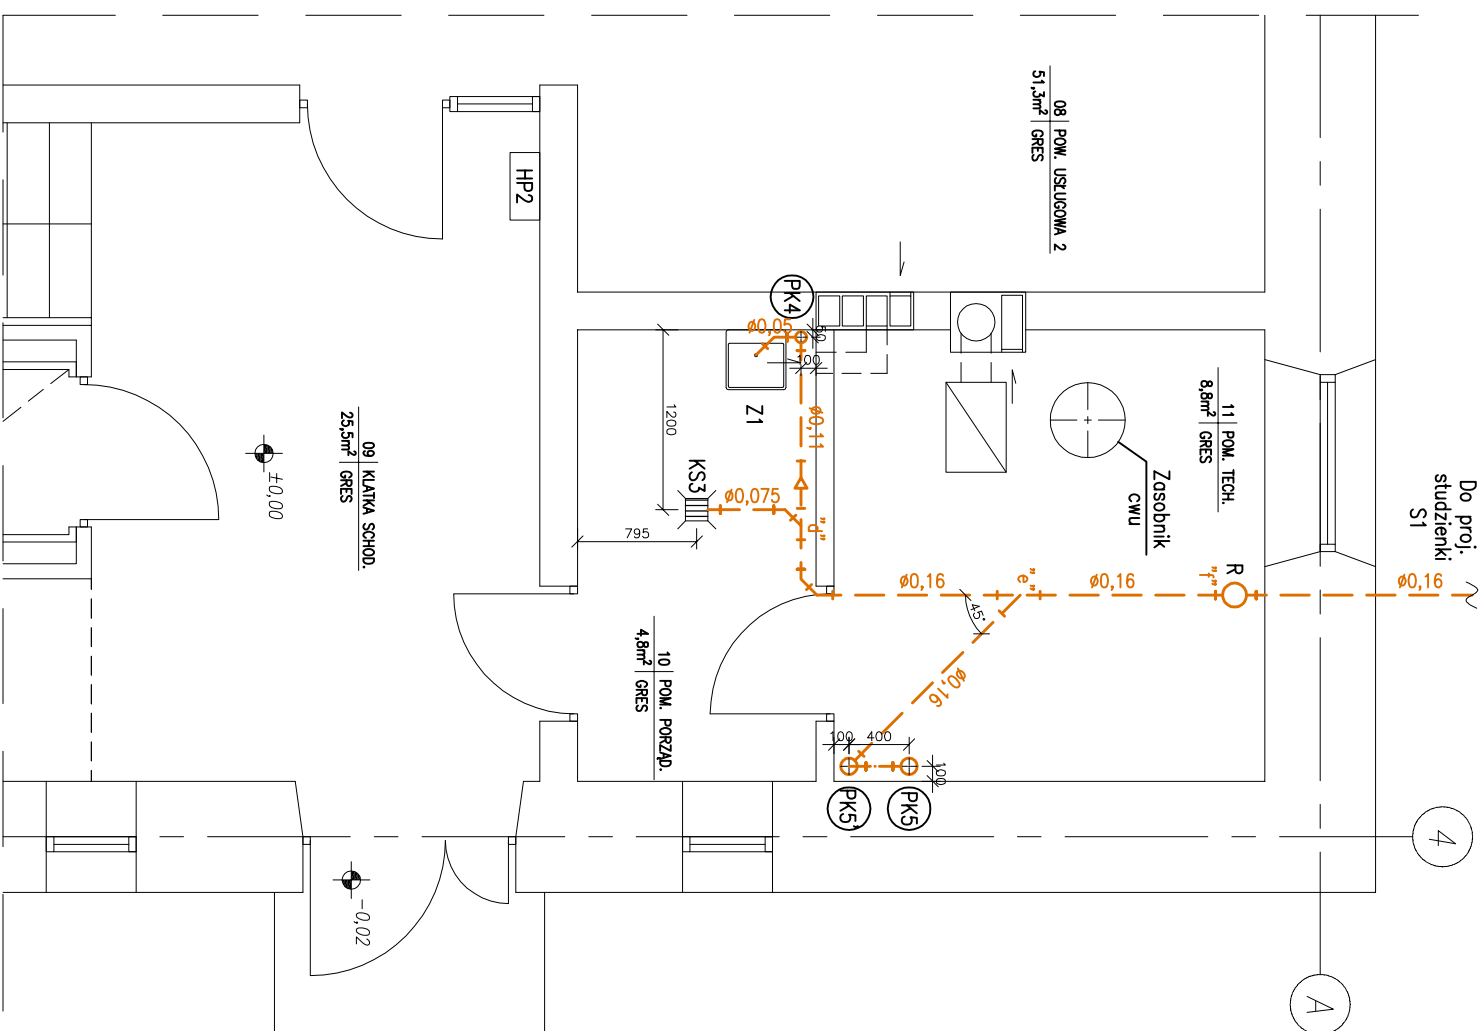 08 POW. USŁUGOWA 2
51,3m² GRES
HP2
PK4
ø0,05
50
100
Z1
1200
ø0,11
KS3
ø0,075
795
"d"
11 POM. TECH.
8,8m² GRES
Zasobnik
cwu
Do proj.
studzienki
S1
R
"f"
ø0,16
ø0,16
"e"
ø0,16
45°
ø0,16
09 KLATKA SCHOD.
25,5m² GRES
±0,00
10 POM. PORZĄD.
4,8m² GRES
100
400
100
PK5'
PK5
-0,02
4
A